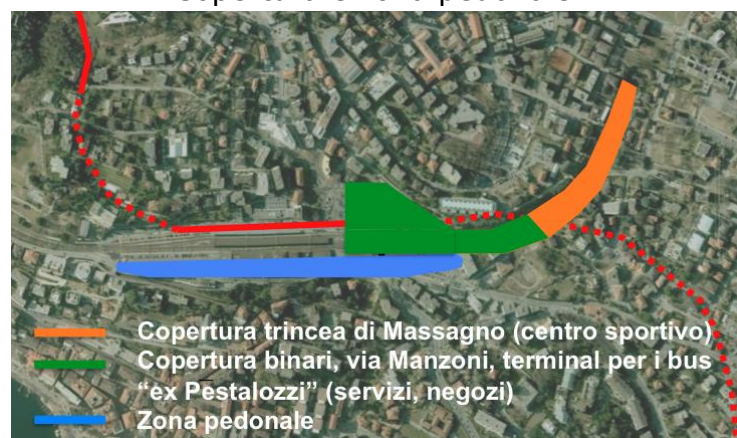 Copertura trincea di Massagno (centro sportivo)
Copertura binari, via Manzoni, terminal per i bus
“ex Pestalozzi” (servizi, negozi)
Zona pedonale